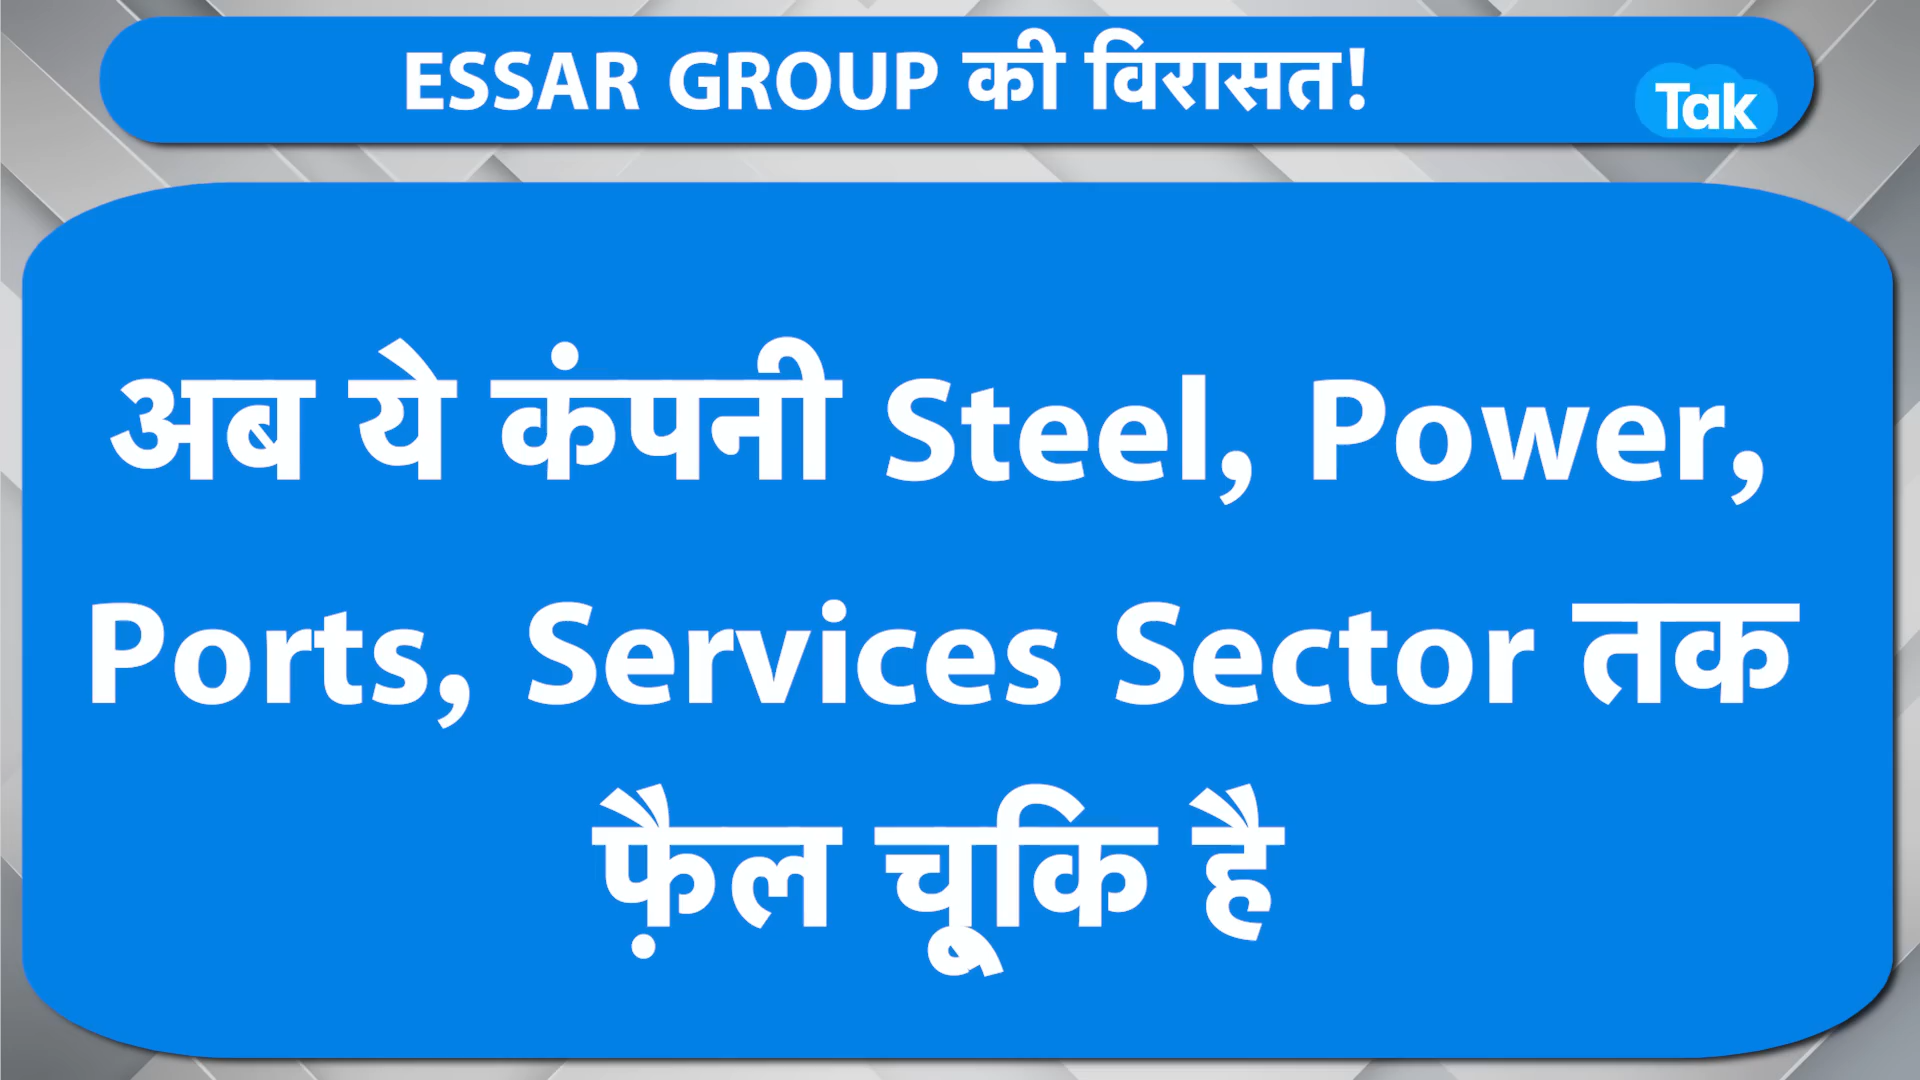 ESSAR GROUP की विरासत!
Tak
अब ये कंपनी Steel, Power,
Ports, Services Sector तक
फ़ैल चूकि है